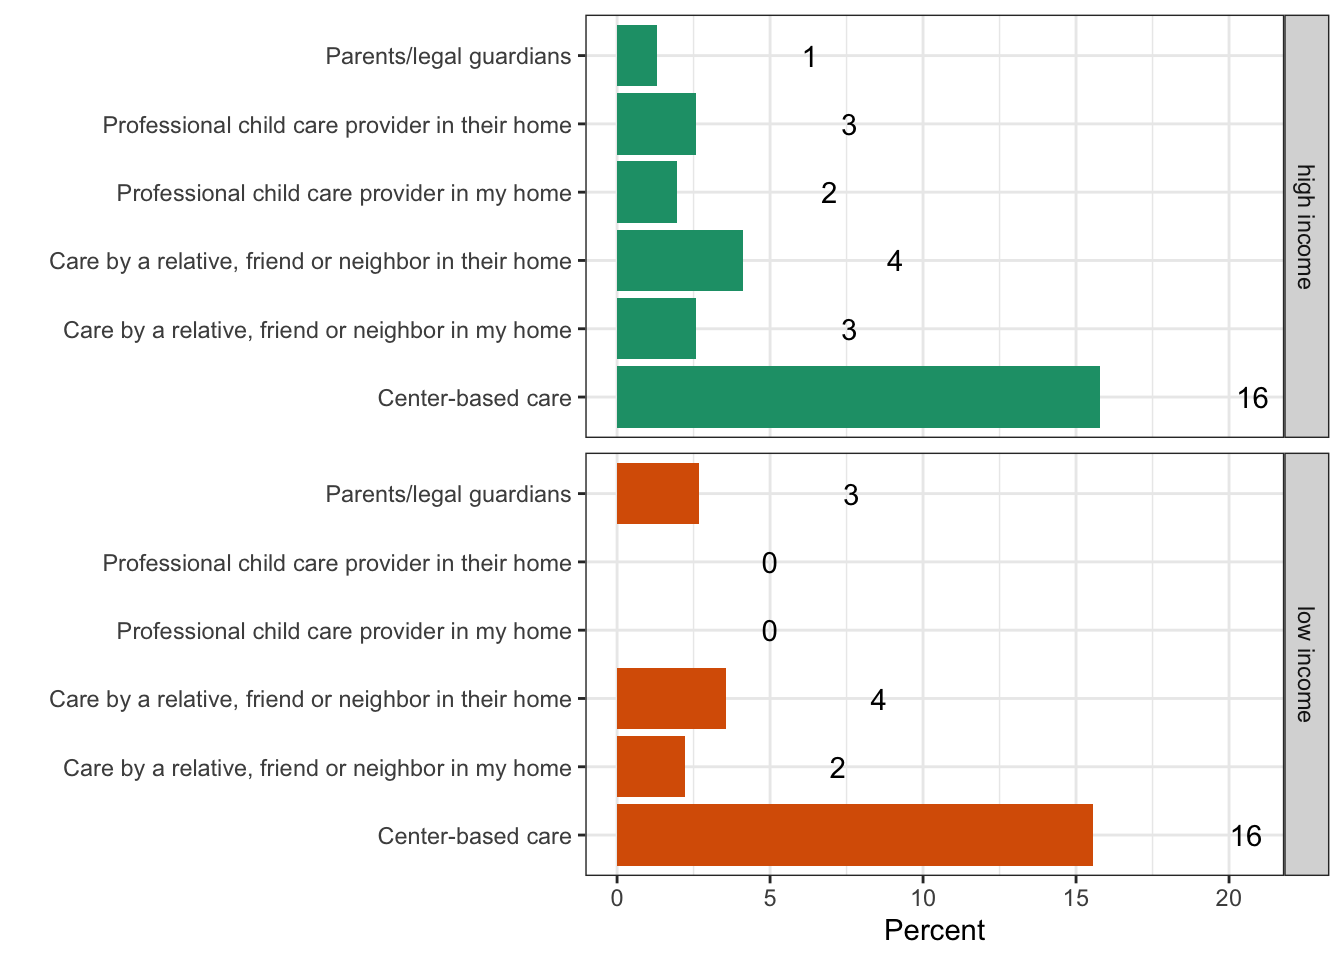 Parents/legal guardians 1
Professional child care provider in their home 3
Professional child care provider in my home 2
Care by a relative, friend or neighbor in their home 4
Care by a relative, friend or neighbor in my home 3
Center-based care 16
high income
Parents/legal guardians 3
Professional child care provider in their home 0
Professional child care provider in my home 0
Care by a relative, friend or neighbor in their home 4
Care by a relative, friend or neighbor in my home 2
Center-based care 16
low income
0 5 10 15 20
Percent